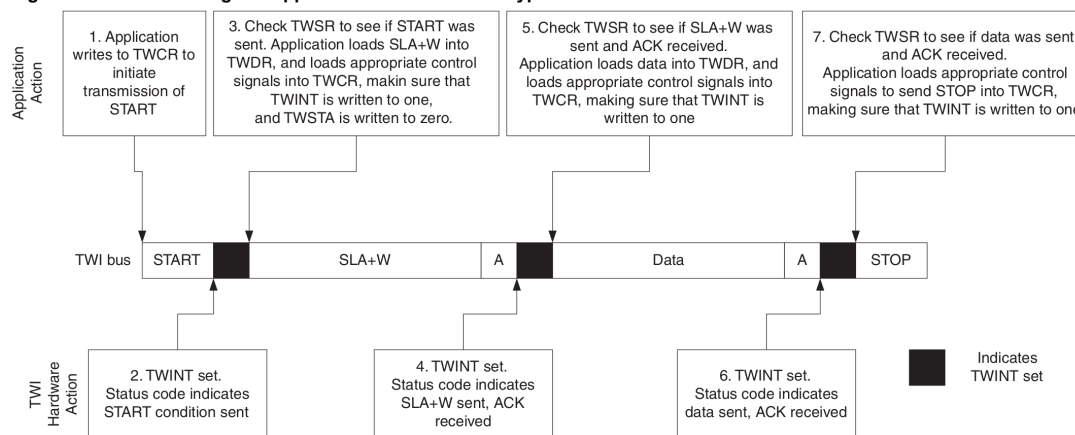 1. Application
writes to TWCR to
initiate
transmission of
START
3. Check TWSR to see if START was
sent. Application loads SLA+W into
TWDR, and loads appropriate control
signals into TWCR, makin sure that
TWINT is written to one,
and TWSTA is written to zero.
5. Check TWSR to see if SLA+W was
sent and ACK received.
Application loads data into TWDR, and
loads appropriate control signals into
TWCR, making sure that TWINT is
written to one
7. Check TWSR to see if data was sent
and ACK received.
Application loads appropriate control
signals to send STOP into TWCR,
making sure that TWINT is written to one
Application
Action
TWI bus
START
SLA+W
A
Data
A
STOP
TWI
Hardware
Action
2. TWINT set.
Status code indicates
START condition sent
4. TWINT set.
Status code indicates
SLA+W sent, ACK
received
6. TWINT set.
Status code indicates
data sent, ACK received
Indicates
TWINT set